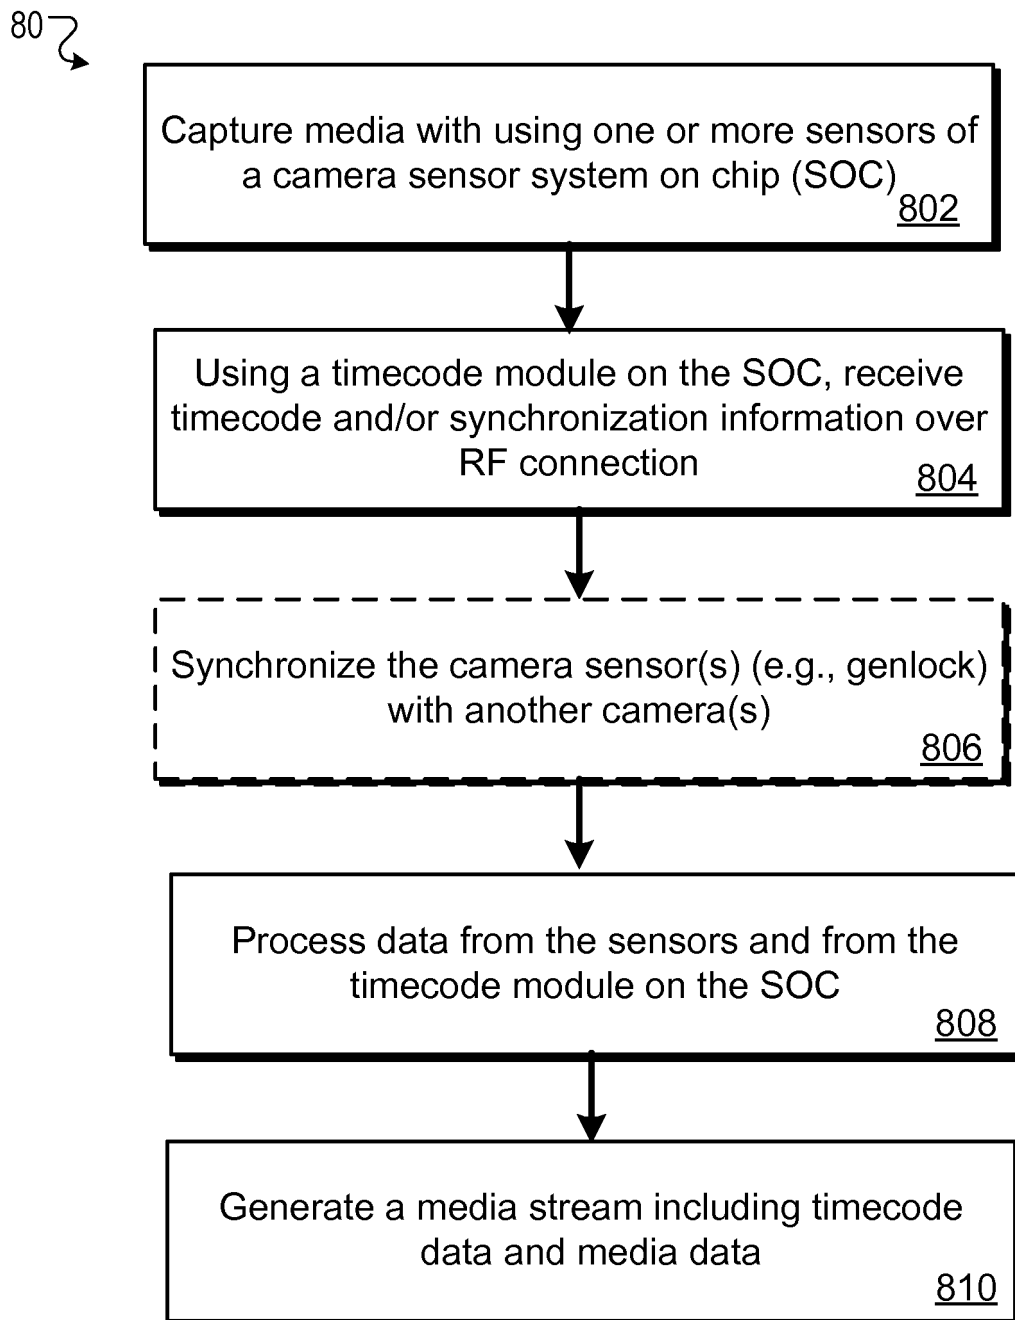 80
Capture media with using one or more sensors of
a camera sensor system on chip (SOC)
802
Using a timecode module on the SOC, receive
timecode and/or synchronization information over
RF connection
804
Synchronize the camera sensor(s) (e.g., genlock)
with another camera(s)
806
Process data from the sensors and from the
timecode module on the SOC
808
Generate a media stream including timecode
data and media data
810